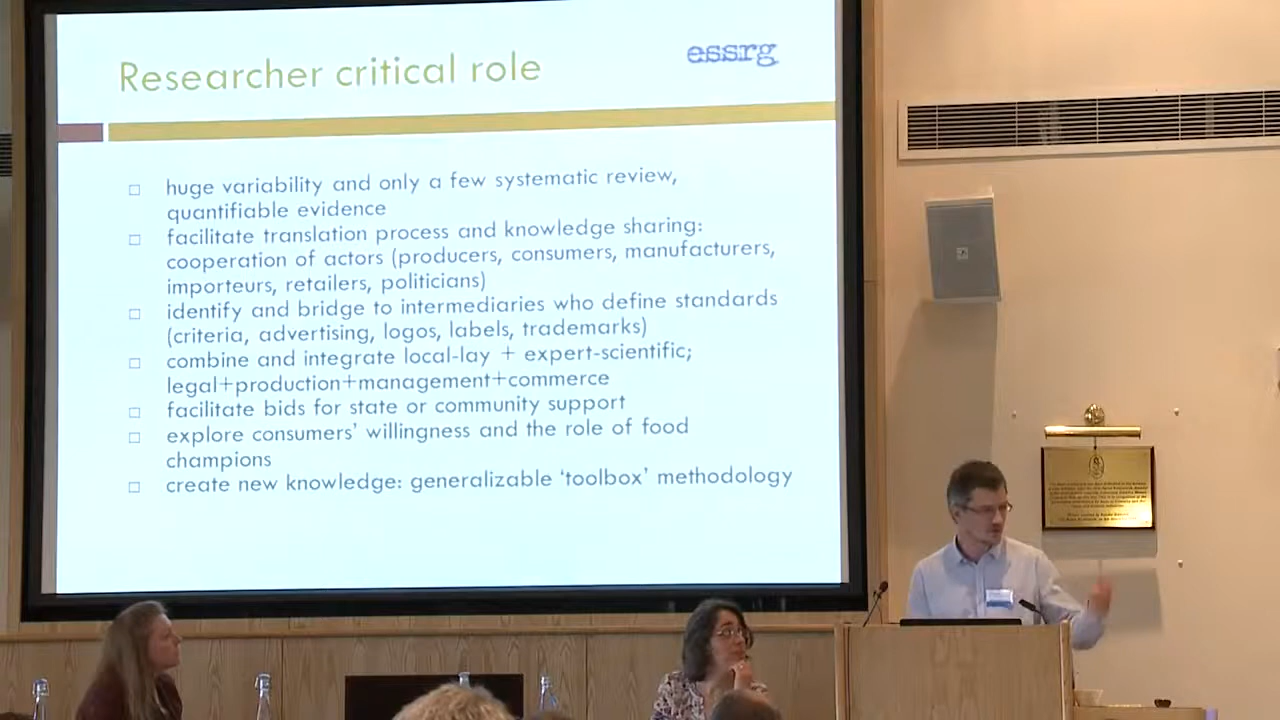 Researcher critical role
essrg
huge variability and only a few systematic review,
quantifiable evidence
facilitate translation process and knowledge sharing:
cooperation of actors (producers, consumers, manufacturers,
importeurs, retailers, politicians)
identify and bridge to intermediaries who define standards
(criteria, advertising, logos, labels, trademarks)
combine and integrate local-lay + expert-scientific;
legal+production+management+commerce
facilitate bids for state or community support
explore consumers' willingness and the role of food
champions
create new knowledge: generalizable 'toolbox' methodology